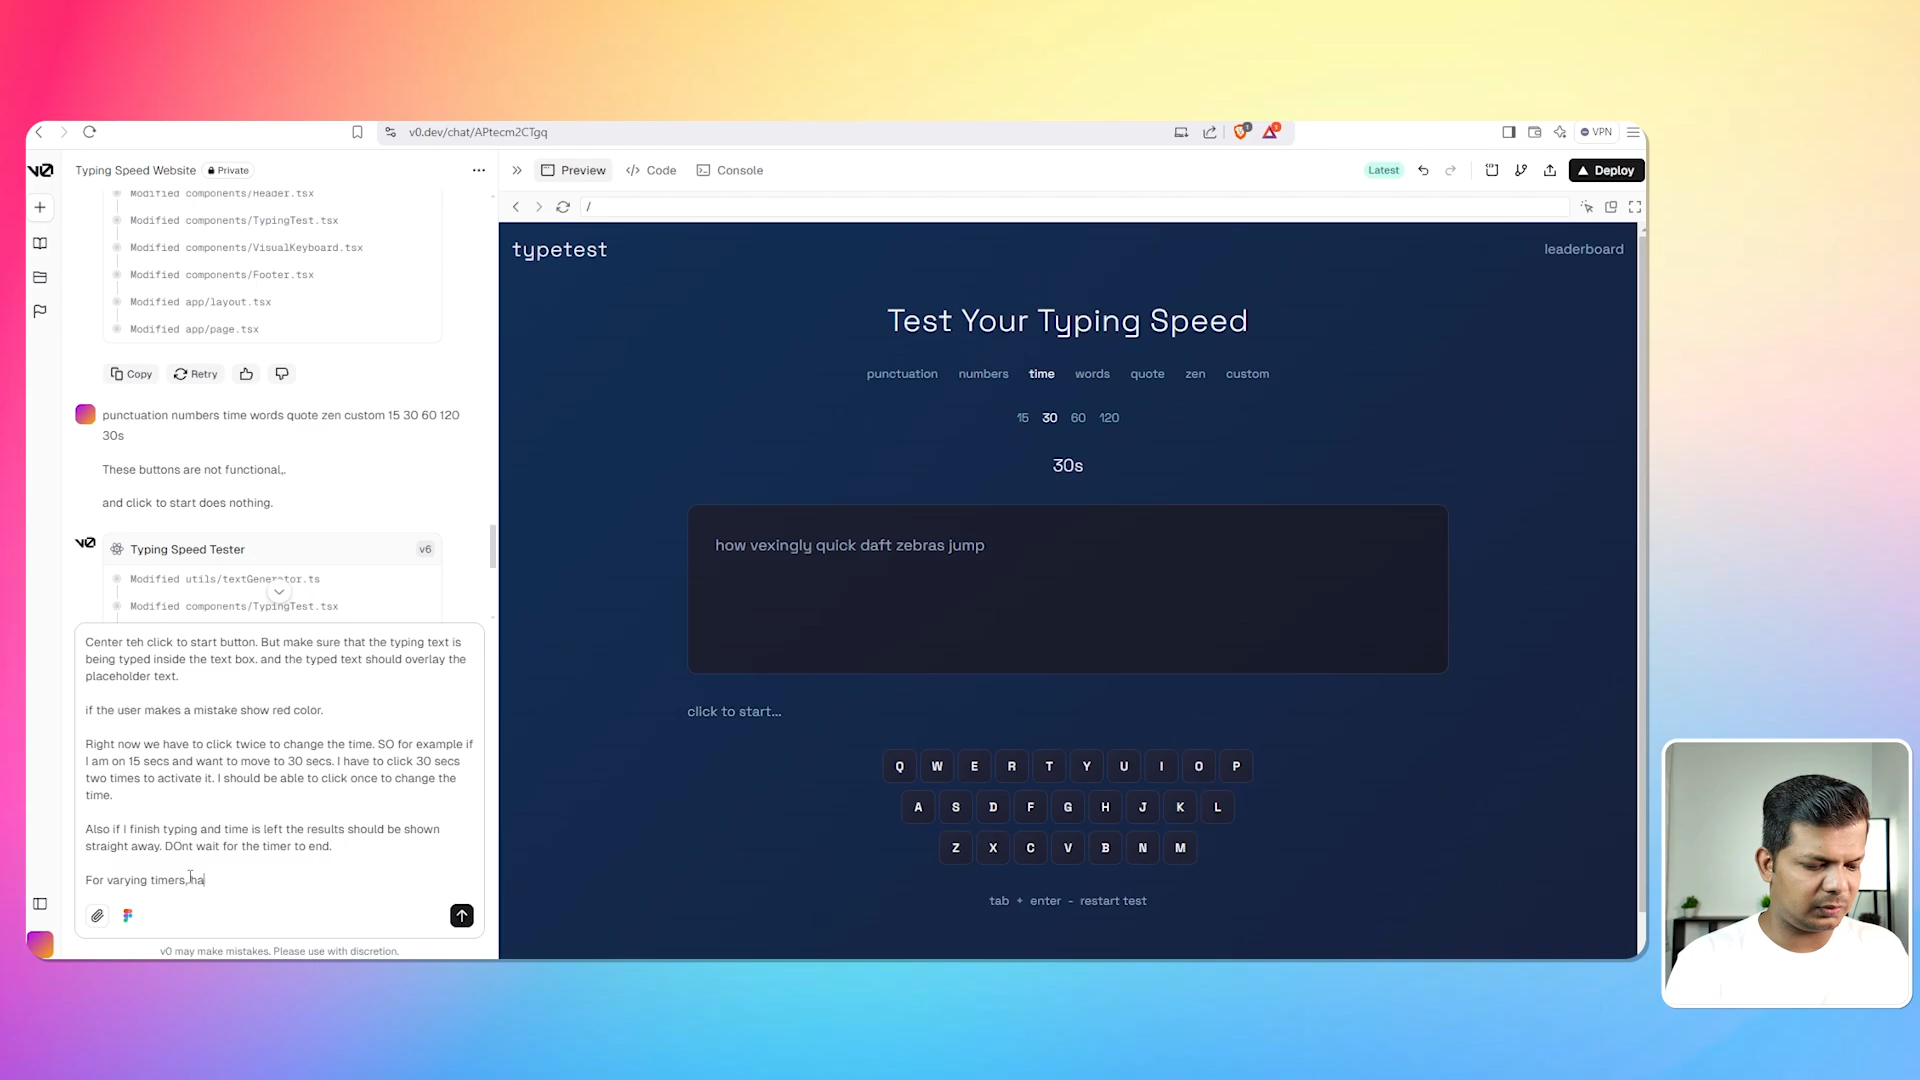 v0.dev/chat/APtecm2CTgq
1
1
VPN
v0
Typing Speed Website
Private
Preview
Code
Console
Latest
Deploy
/
Modified components/Header.tsx
Modified components/TypingTest.tsx
Modified components/VisualKeyboard.tsx
Modified components/Footer.tsx
Modified app/layout.tsx
Modified app/page.tsx
Copy
Retry
punctuation numbers time words quote zen custom 15 30 60 120
30s
These buttons are not functional,.
and click to start does nothing.
v0
Typing Speed Tester
v6
Modified utils/textGenerator.ts
Modified components/TypingTest.tsx
Center teh click to start button. But make sure that the typing text is
being typed inside the text box. and the typed text should overlay the
placeholder text.
if the user makes a mistake show red color.
Right now we have to click twice to change the time. SO for example if
I am on 15 secs and want to move to 30 secs. I have to click 30 secs
two times to activate it. I should be able to click once to change the
time.
Also if I finish typing and time is left the results should be shown
straight away. DOnt wait for the timer to end.
For varying timers, ha
v0 may make mistakes. Please use with discretion.
typetest
leaderboard
Test Your Typing Speed
punctuation numbers time words quote zen custom
15 30 60 120
30s
how vexingly quick daft zebras jump
click to start...
Q W E R T Y U I O P
A S D F G H J K L
Z X C V B N M
tab + enter - restart test